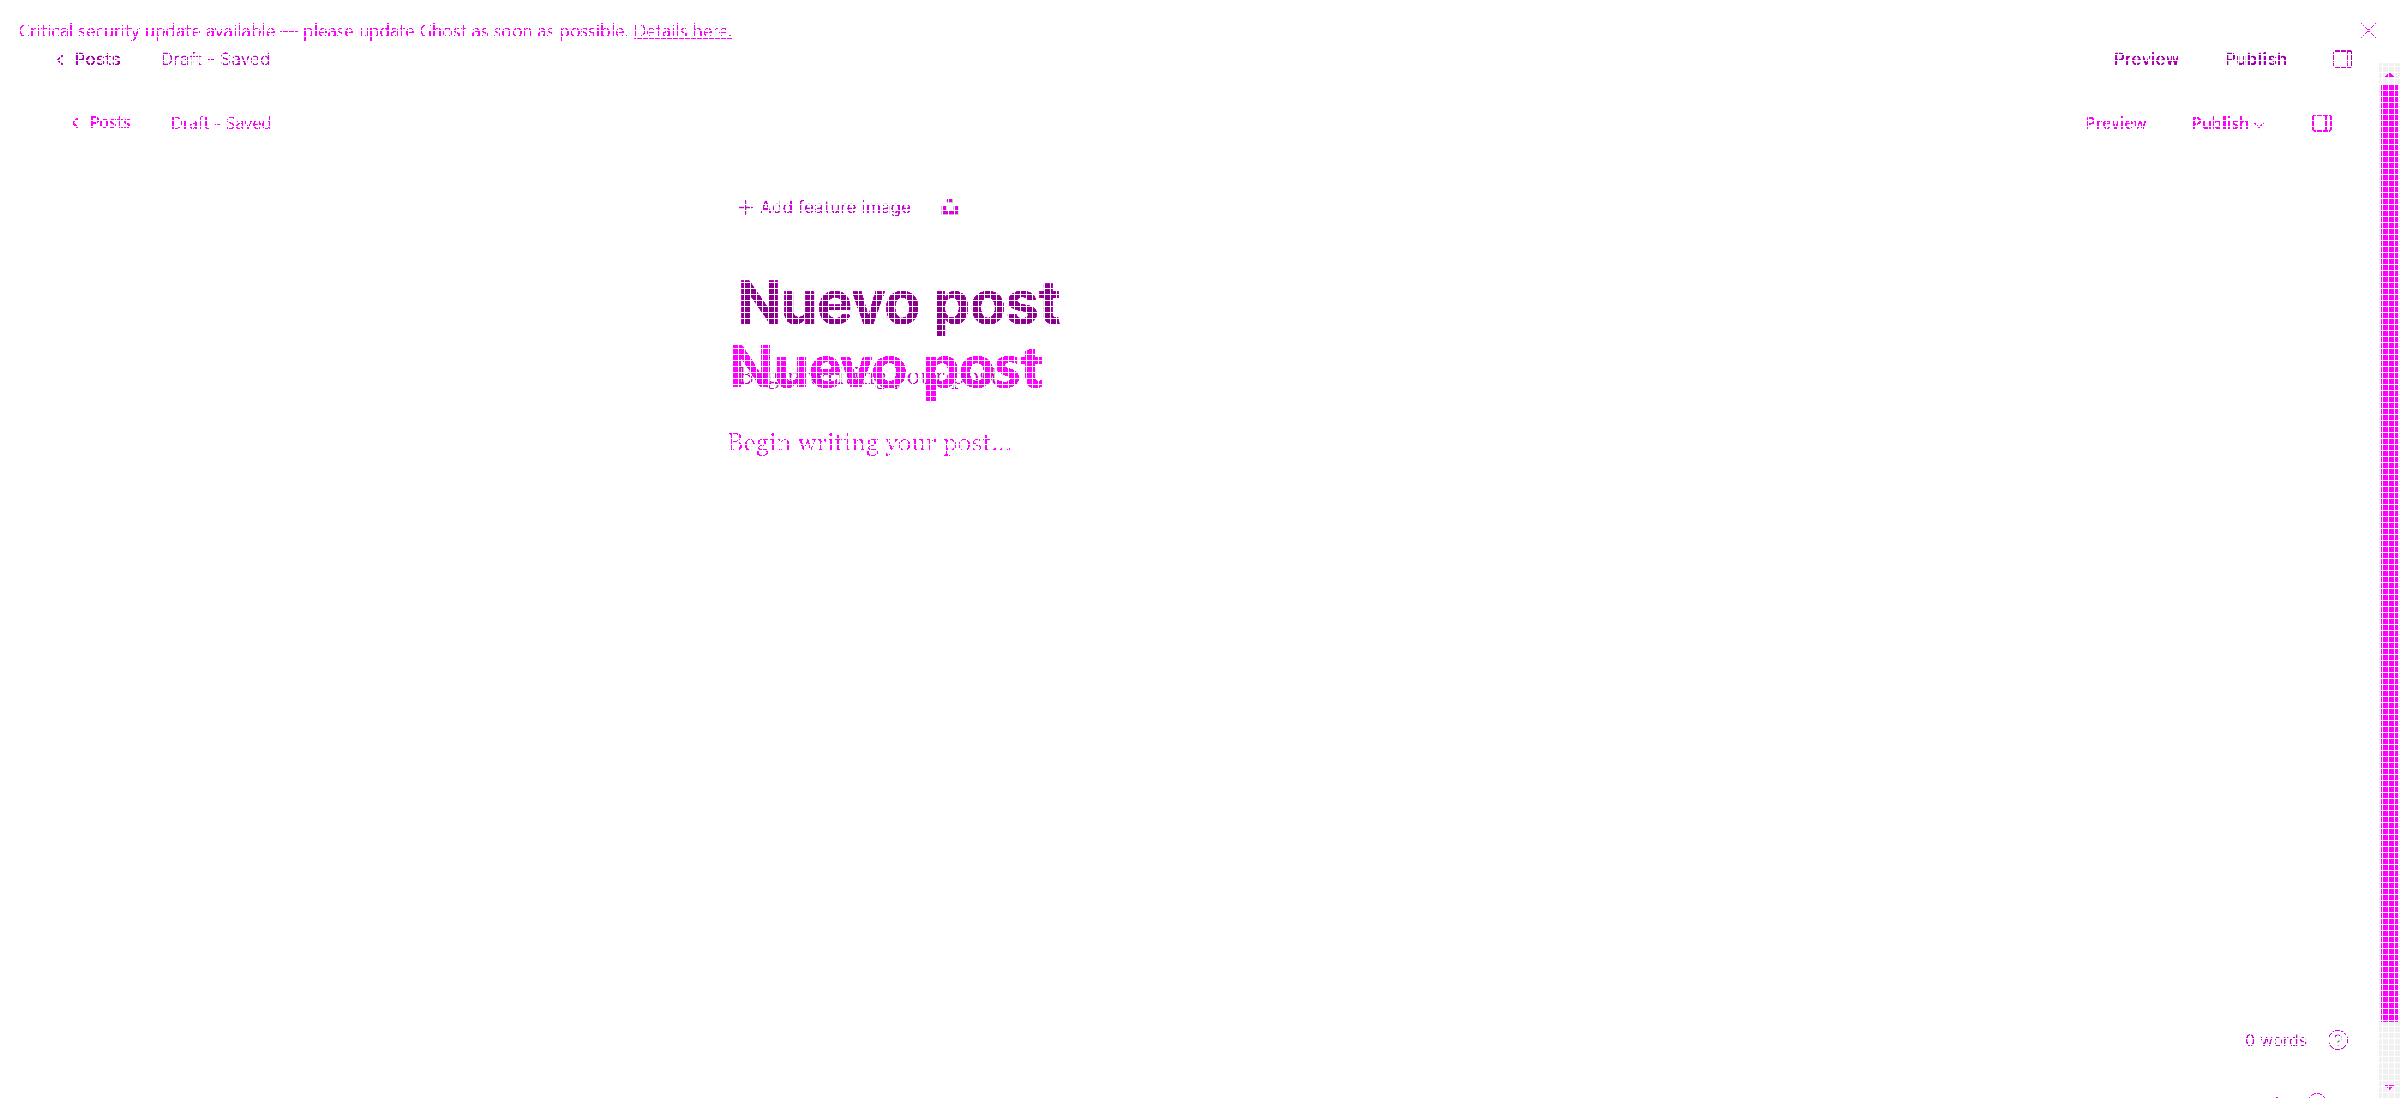 Critical security update available — please update Ghost as soon as possible. Details here.
Posts Draft - Saved Preview Publish
Posts Draft - Saved Preview Publish
Add feature image
Nuevo post
Nuevo post
Begin writing your post...
0 words